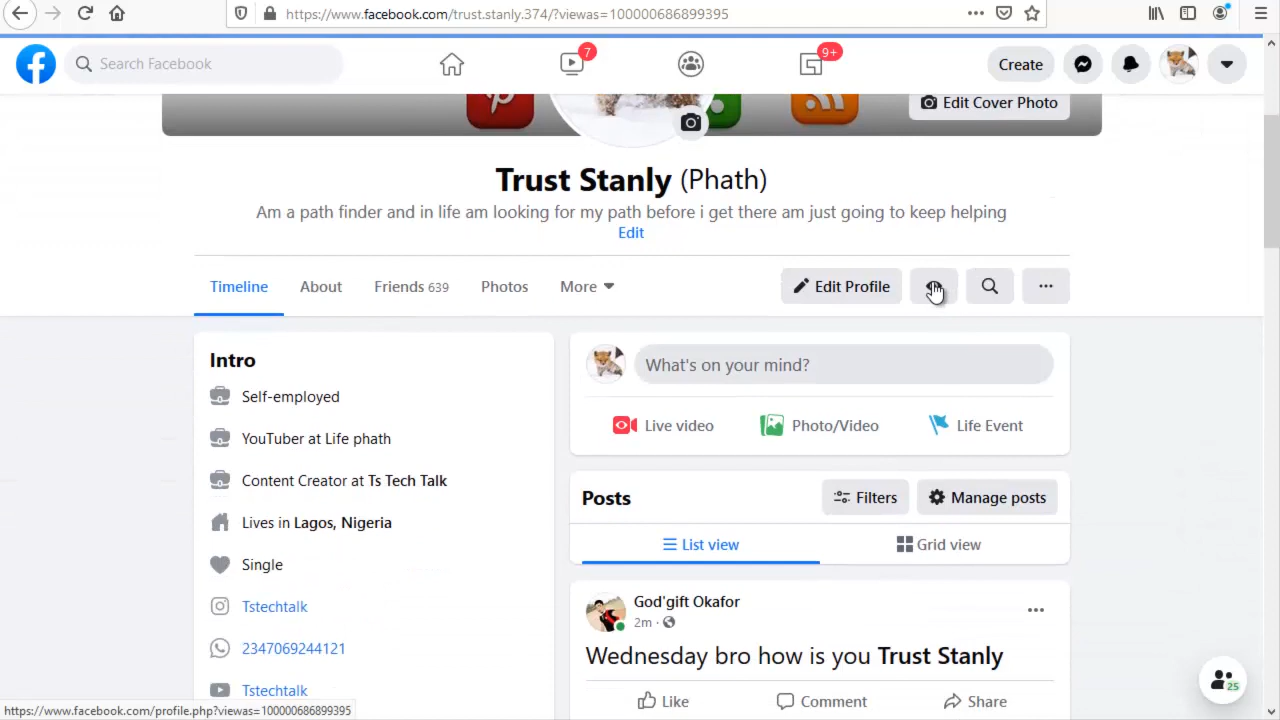 https://www.facebook.com/trust.stanly.374/?viewas=100000686899395
Search Facebook
7
9+
Create
Edit Cover Photo
Trust Stanly (Phath)
Am a path finder and in life am looking for my path before i get there am just going to keep helping
Edit
Timeline
About
Friends 639
Photos
More
Edit Profile
Intro
Self-employed
YouTuber at Life phath
Content Creator at Ts Tech Talk
Lives in Lagos, Nigeria
Single
Tstechtalk
2347069244121
Tstechtalk
What's on your mind?
Live video
Photo/Video
Life Event
Posts
Filters
Manage posts
List view
Grid view
God'gift Okafor
2m ·
Wednesday bro how is you Trust Stanly
Like
Comment
Share
25
https://www.facebook.com/profile.php?viewas=100000686899395